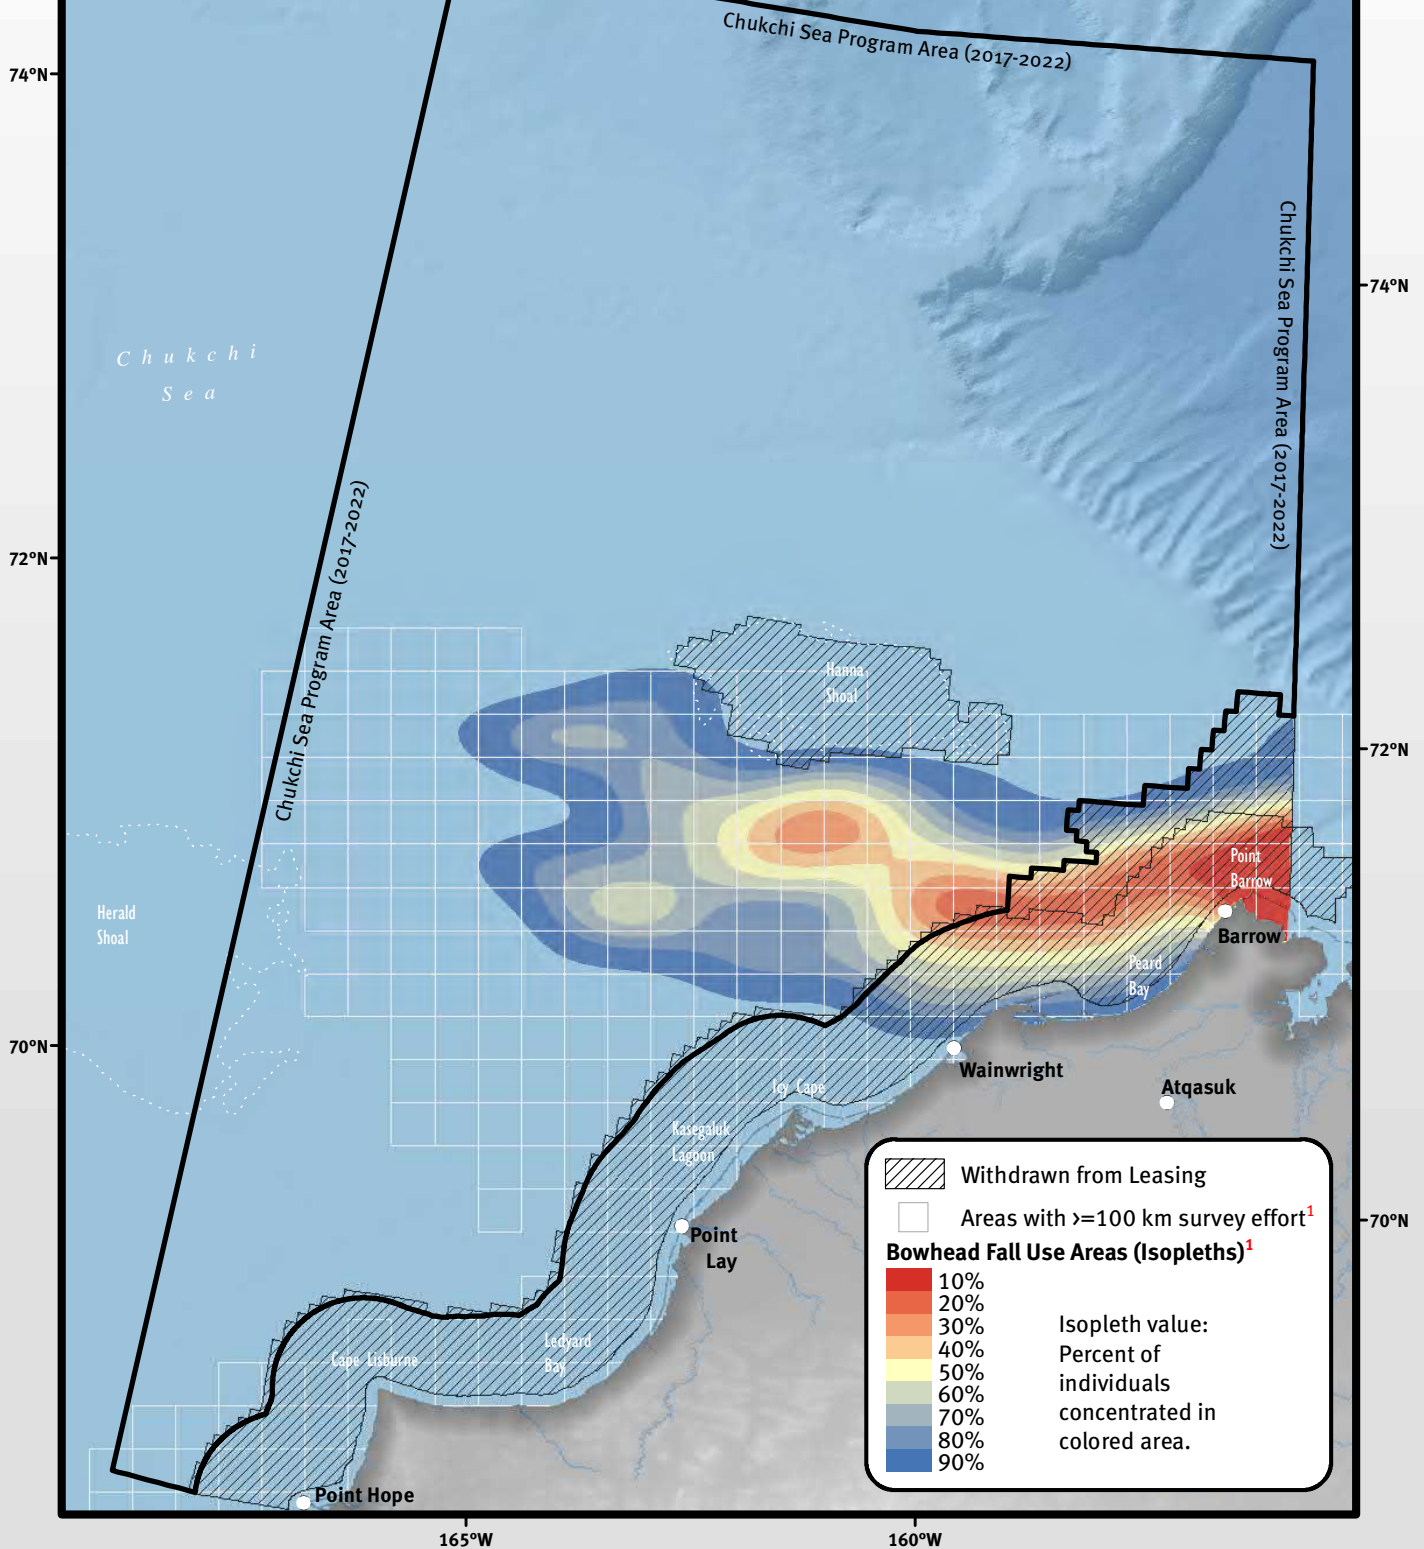 Chukchi Sea Program Area (2017-2022)
74°N
74°N
Chukchi Sea Program Area (2017-2022)
Chukchi
Sea
Chukchi Sea Program Area (2017-2022)
72°N
72°N
Hanna
Shoal
Point
Barrow
Herald
Shoal
Barrow
Peard
Bay
70°N
Wainwright
Icy Cape
Atqasuk
Kasegaluk
Lagoon
Point
Lay
70°N
Ledyard
Bay
Cape Lisburne
Point Hope
165°W
160°W
Withdrawn from Leasing
Areas with >=100 km survey effort1
Bowhead Fall Use Areas (Isopleths)1
10%
20%
30%
40%
50%
60%
70%
80%
90%
Isopleth value:
Percent of
individuals
concentrated in
colored area.